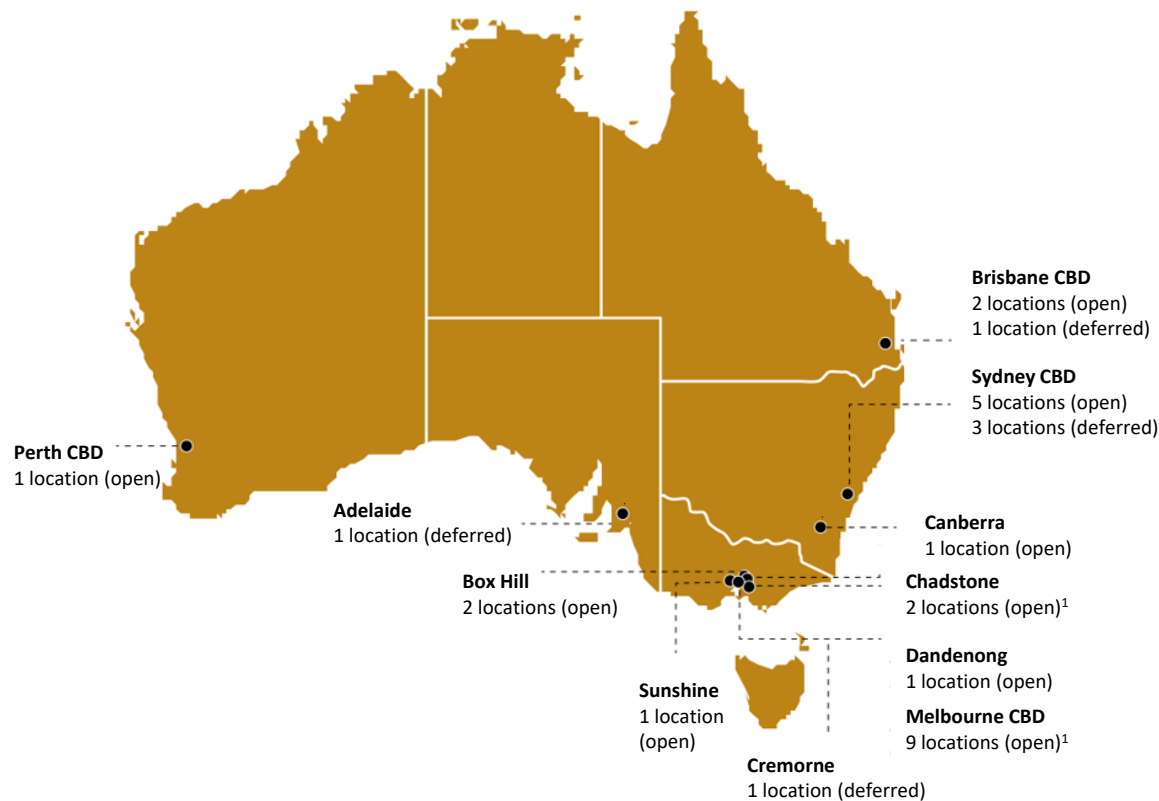 Brisbane CBD
2 locations (open)
1 location (deferred)
Sydney CBD
5 locations (open)
3 locations (deferred)
Perth CBD
1 location (open)
Adelaide
1 location (deferred)
Canberra
1 location (open)
Box Hill
2 locations (open)
Chadstone
2 locations (open)¹
Dandenong
1 location (open)
Sunshine
1 location
(open)
Melbourne CBD
9 locations (open)¹
Cremorne
1 location (deferred)